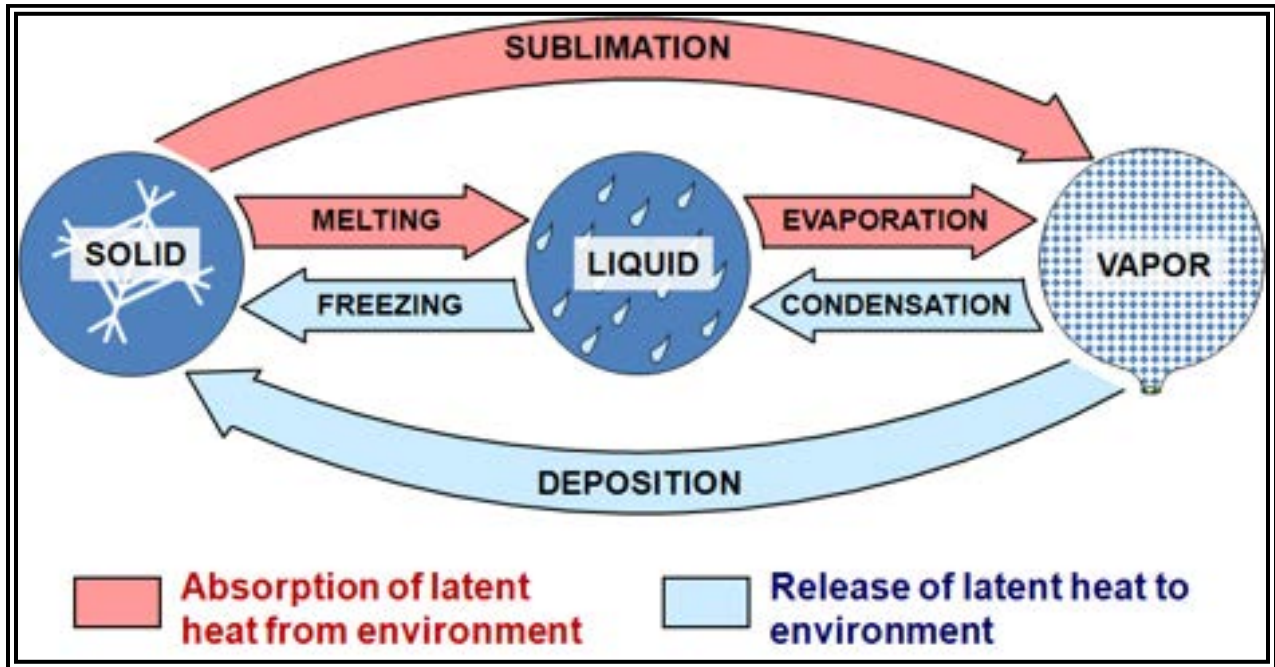 SUBLIMATION
MELTING
EVAPORATION
SOLID
LIQUID
VAPOR
FREEZING
CONDENSATION
DEPOSITION
Absorption of latent
heat from environment
Release of latent heat to
environment